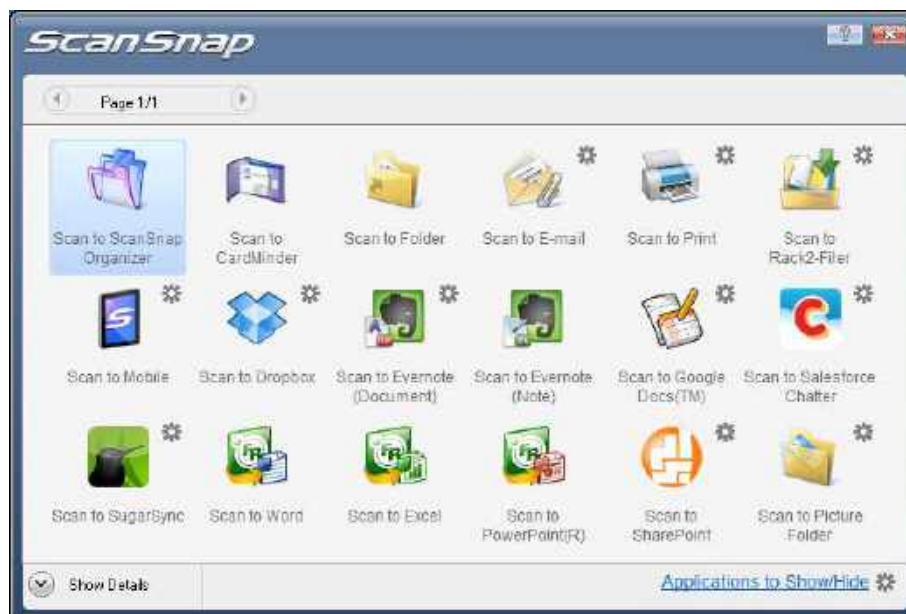 ScanSnap
Page 1/1
Scan to ScanSnap
Organizer
Scan to
CardMinder
Scan to Folder
Scan to E-mail
Scan to Print
Scan to
Rack2-Filer
Scan to Mobile
Scan to Dropbox
Scan to Evernote
(Document)
Scan to Evernote
(Note)
Scan to Google
Docs(TM)
Scan to Salesforce
Chatter
Scan to SugarSync
Scan to Word
Scan to Excel
Scan to
PowerPoint(R)
Scan to
SharePoint
Scan to Picture
Folder
Show Details
Applications to Show/Hide